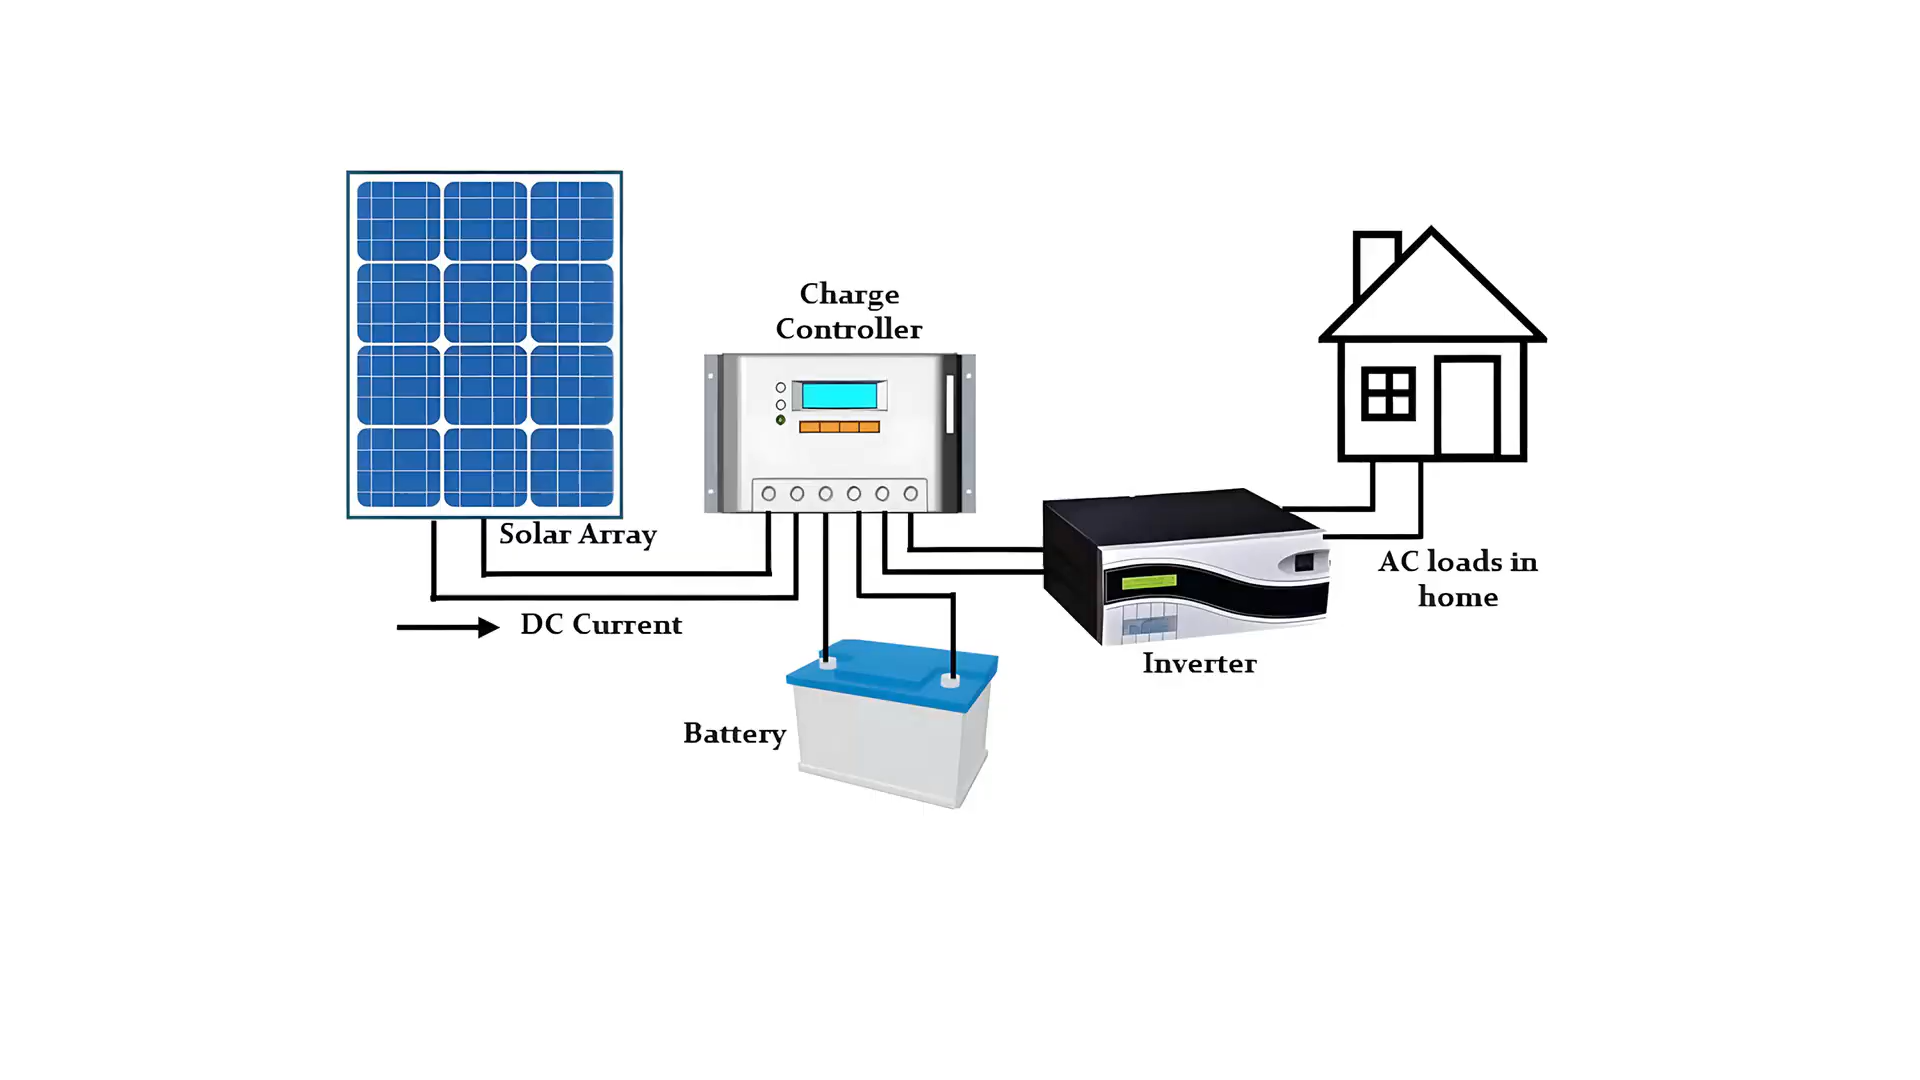 Charge
Controller
Solar Array
DC Current
AC loads in
home
Inverter
Battery